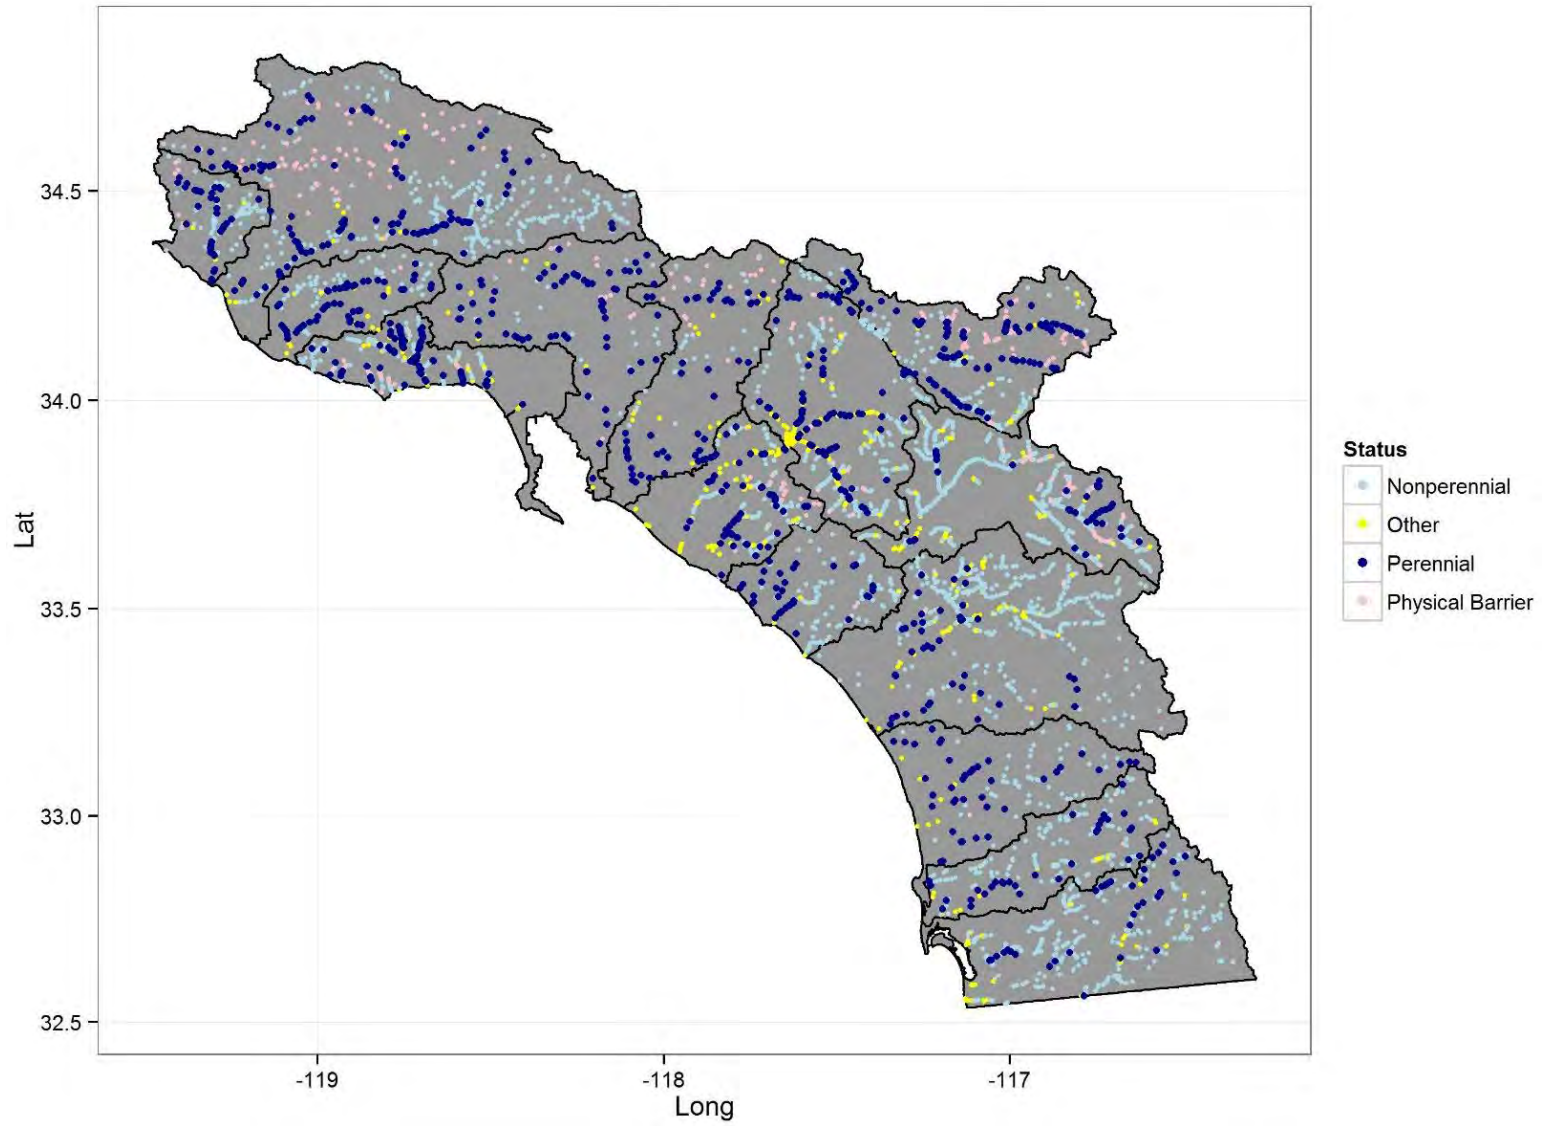 34.5
34.0
33.5
33.0
32.5
Lat
-119
-118
-117
Long
Status
Nonperennial
Other
Perennial
Physical Barrier